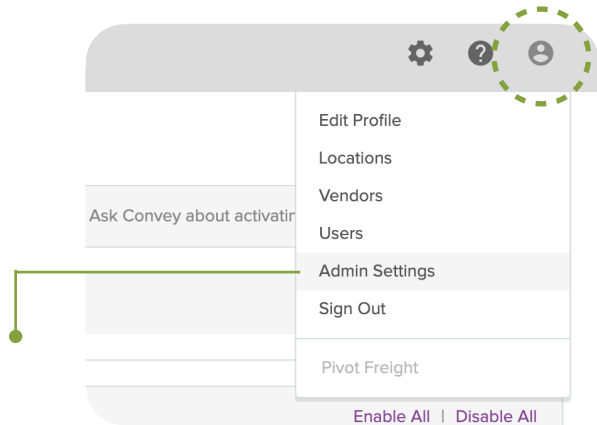 Edit Profile
Locations
Vendors
Ask Convey about activatin
Users
Admin Settings
Sign Out
Pivot Freight
Enable All | Disable All